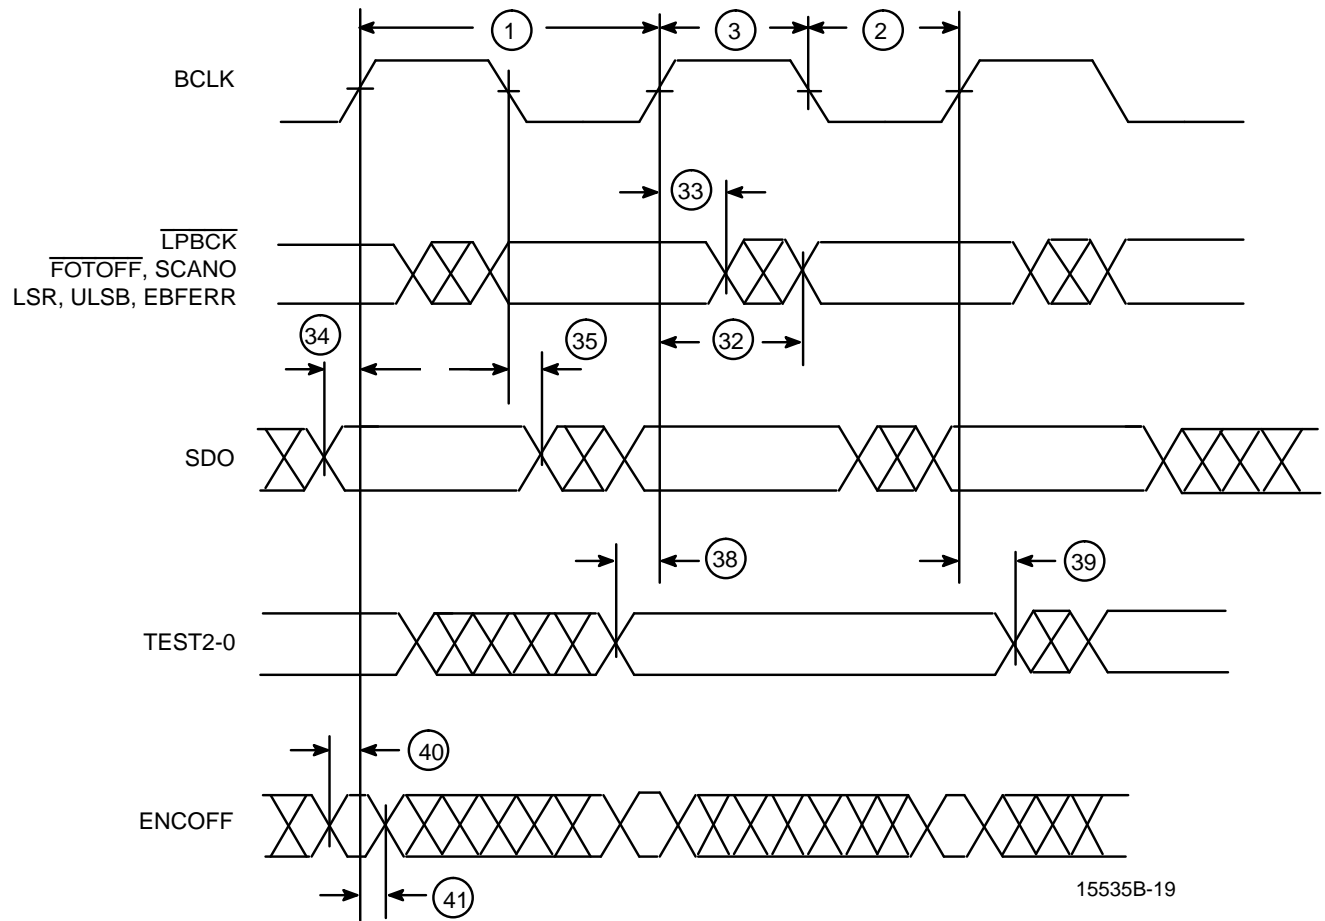 1
3
2
BCLK
33
LPBCK
FOTOFF, SCANO
LSR, ULSB, EBFERR
34
35
32
SDO
38
39
TEST2-0
40
ENCOFF
41
15535B-19